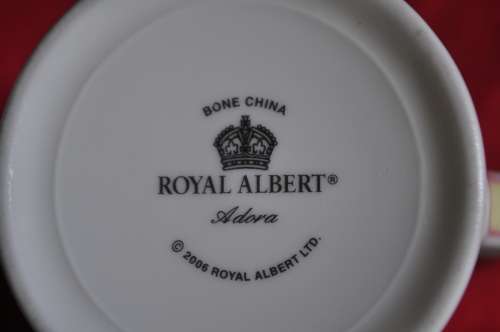 BONE CHINA
ROYAL ALBERT®
Adora
© 2006 ROYAL ALBERT LTD.